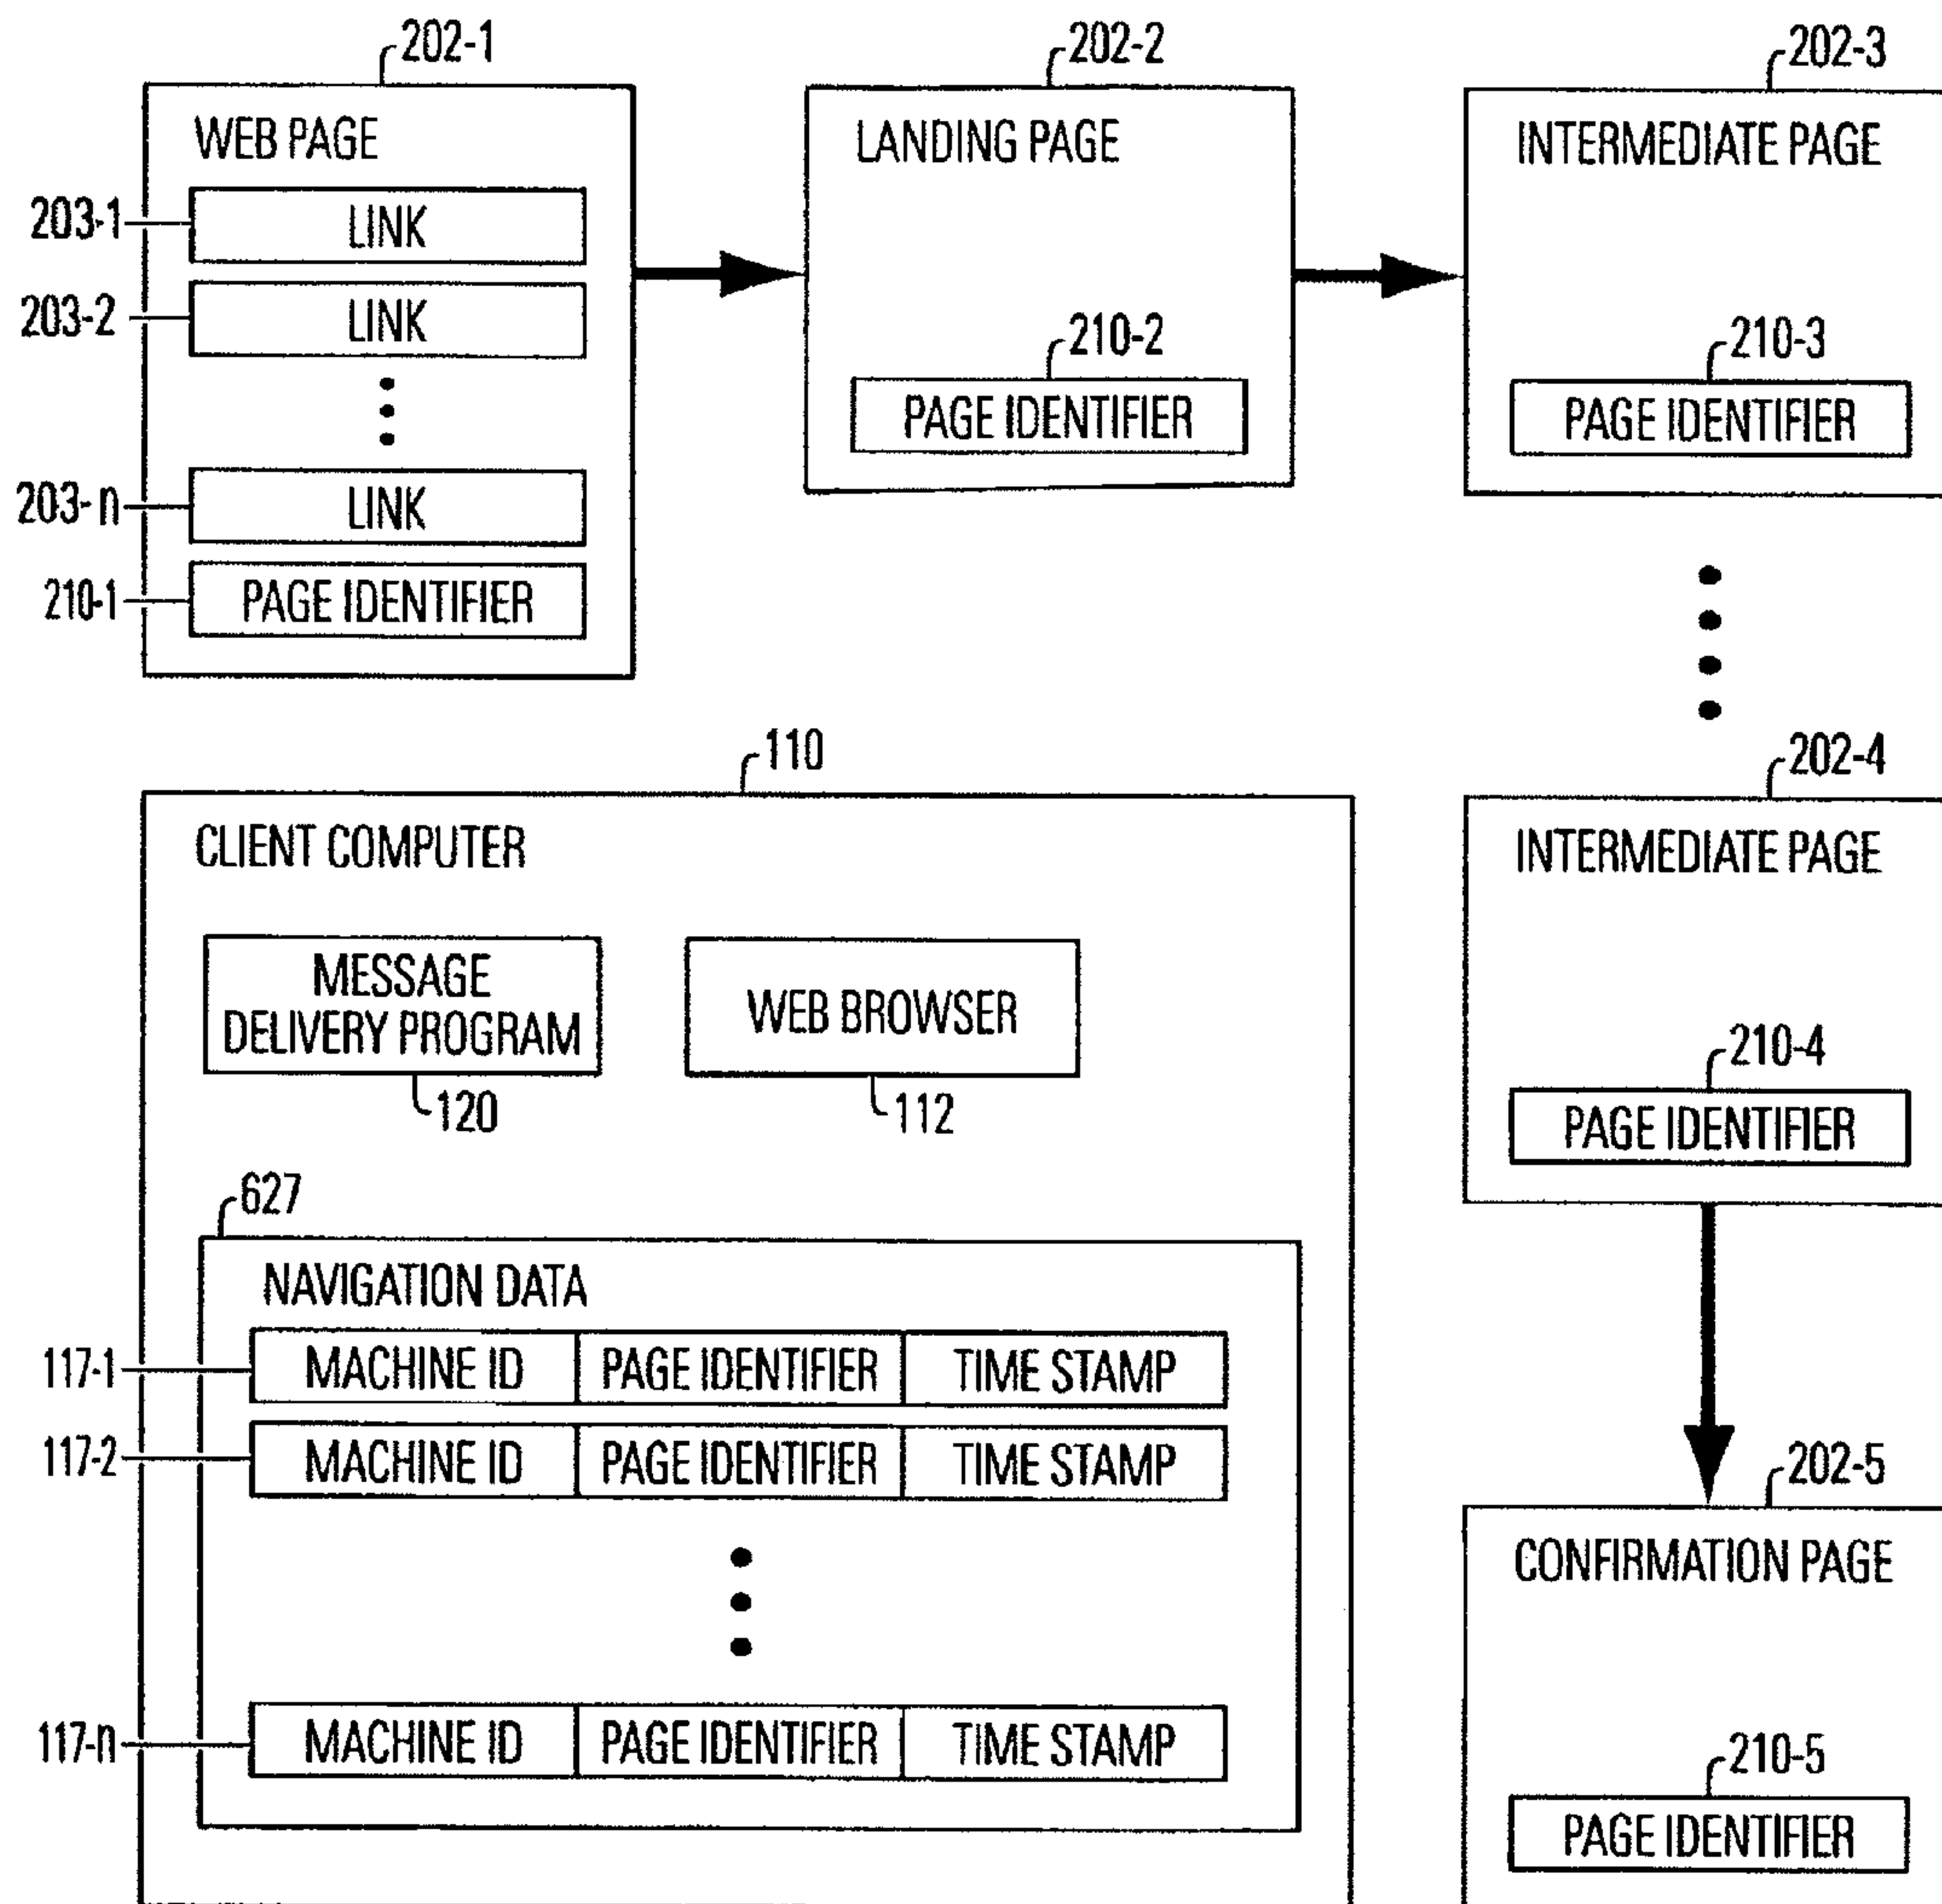 202-1
WEB PAGE
203-1
LINK
203-2
LINK
203-n
LINK
210-1
PAGE IDENTIFIER
202-2
LANDING PAGE
210-2
PAGE IDENTIFIER
202-3
INTERMEDIATE PAGE
210-3
PAGE IDENTIFIER
110
CLIENT COMPUTER
MESSAGE
DELIVERY PROGRAM
120
WEB BROWSER
112
627
NAVIGATION DATA
117-1
MACHINE ID PAGE IDENTIFIER TIME STAMP
117-2
MACHINE ID PAGE IDENTIFIER TIME STAMP
117-n
MACHINE ID PAGE IDENTIFIER TIME STAMP
202-4
INTERMEDIATE PAGE
210-4
PAGE IDENTIFIER
202-5
CONFIRMATION PAGE
210-5
PAGE IDENTIFIER